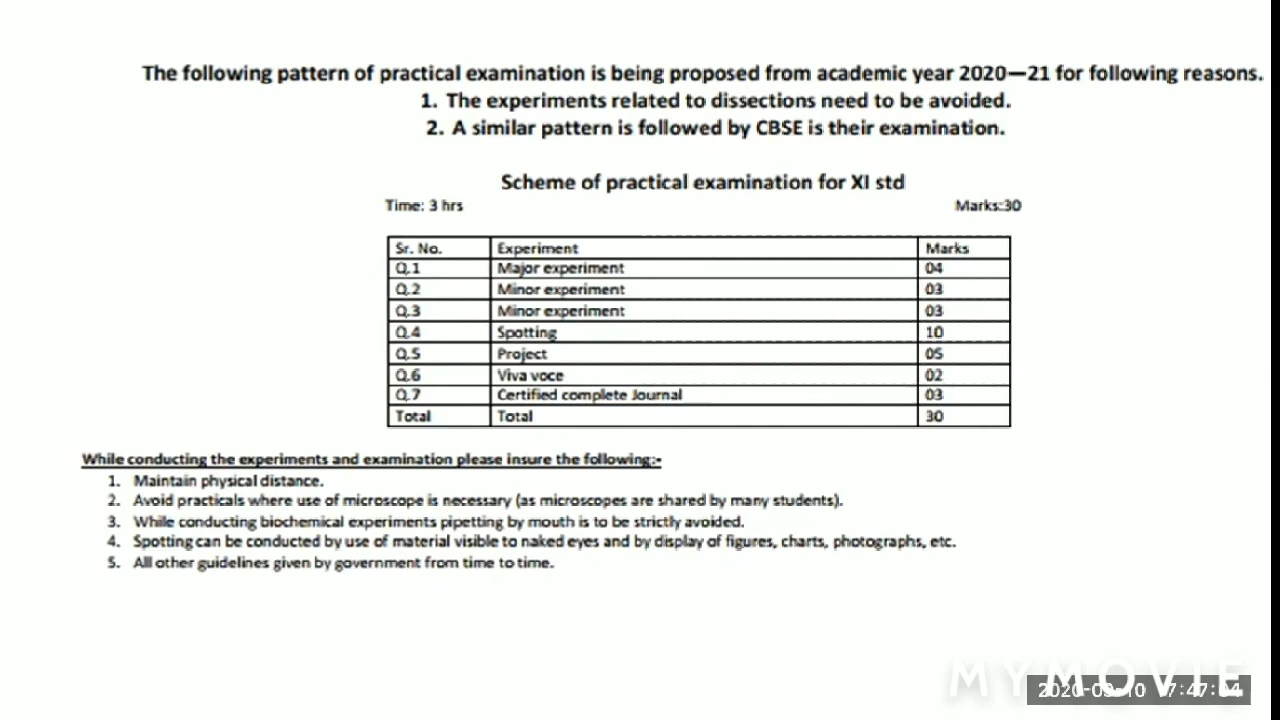 The following pattern of practical examination is being proposed from academic year 2020—21 for following reasons.
1. The experiments related to dissections need to be avoided.
2. A similar pattern is followed by CBSE is their examination.
Scheme of practical examination for XI std
Time: 3 hrs Marks:30
Sr. No. Experiment Marks
Q.1 Major experiment 04
Q.2 Minor experiment 03
Q.3 Minor experiment 03
Q.4 Spotting 10
Q.5 Project 05
Q.6 Viva voce 02
Q.7 Certified complete Journal 03
Total Total 30
While conducting the experiments and examination please insure the following:-
1. Maintain physical distance.
2. Avoid practicals where use of microscope is necessary (as microscopes are shared by many students).
3. While conducting biochemical experiments pipetting by mouth is to be strictly avoided.
4. Spotting can be conducted by use of material visible to naked eyes and by display of figures, charts, photographs, etc.
5. All other guidelines given by government from time to time.
MYMOVIE